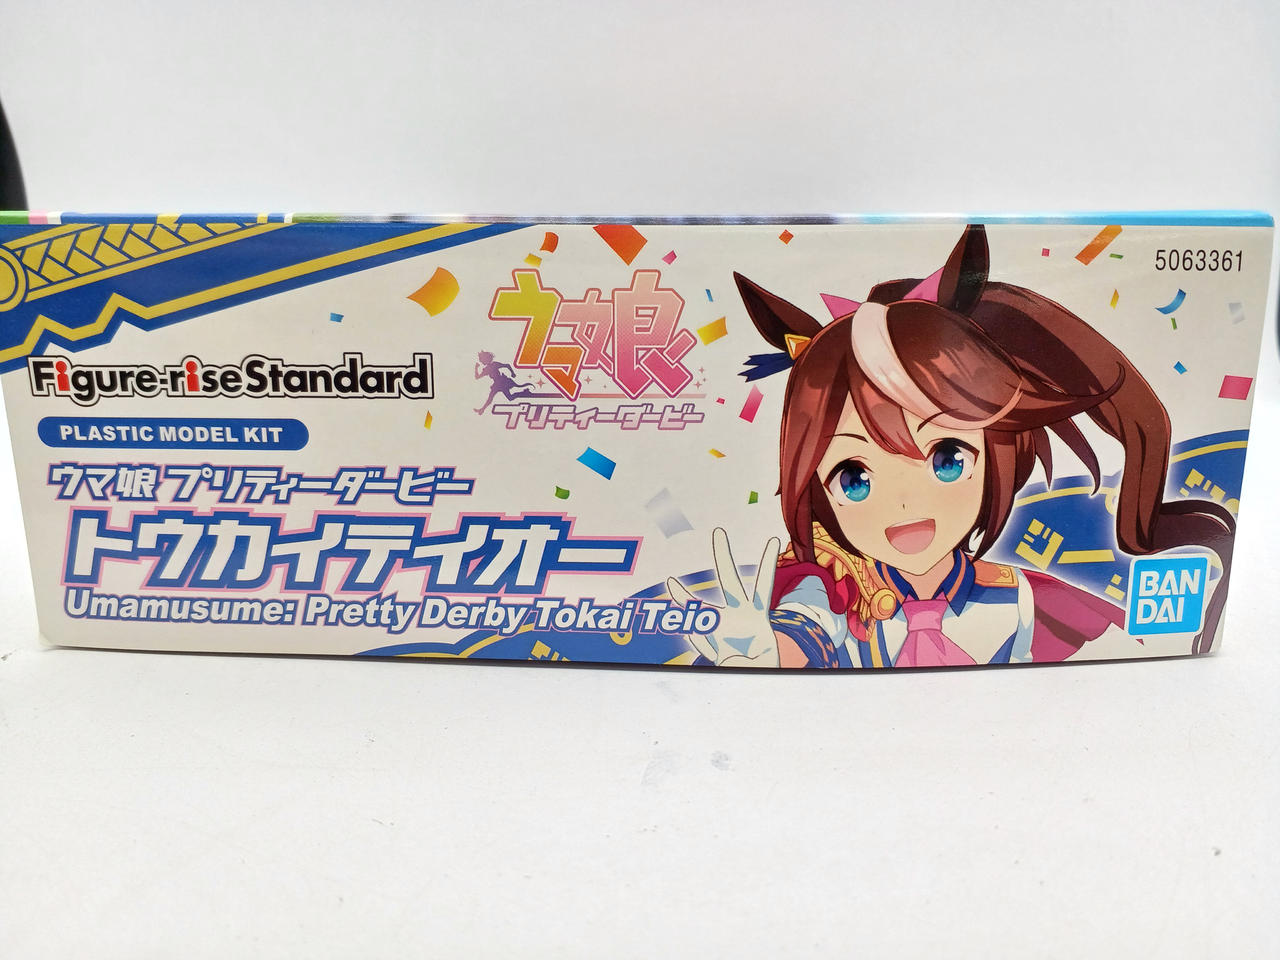 Figure-riseStandard
PLASTIC MODEL KIT
ウマ娘 プリティーダービー
トウカイテイオー
Umamusume: Pretty Derby Tokai Teio
ウマ娘
プリティーダービー
5063361
BAN
DAI